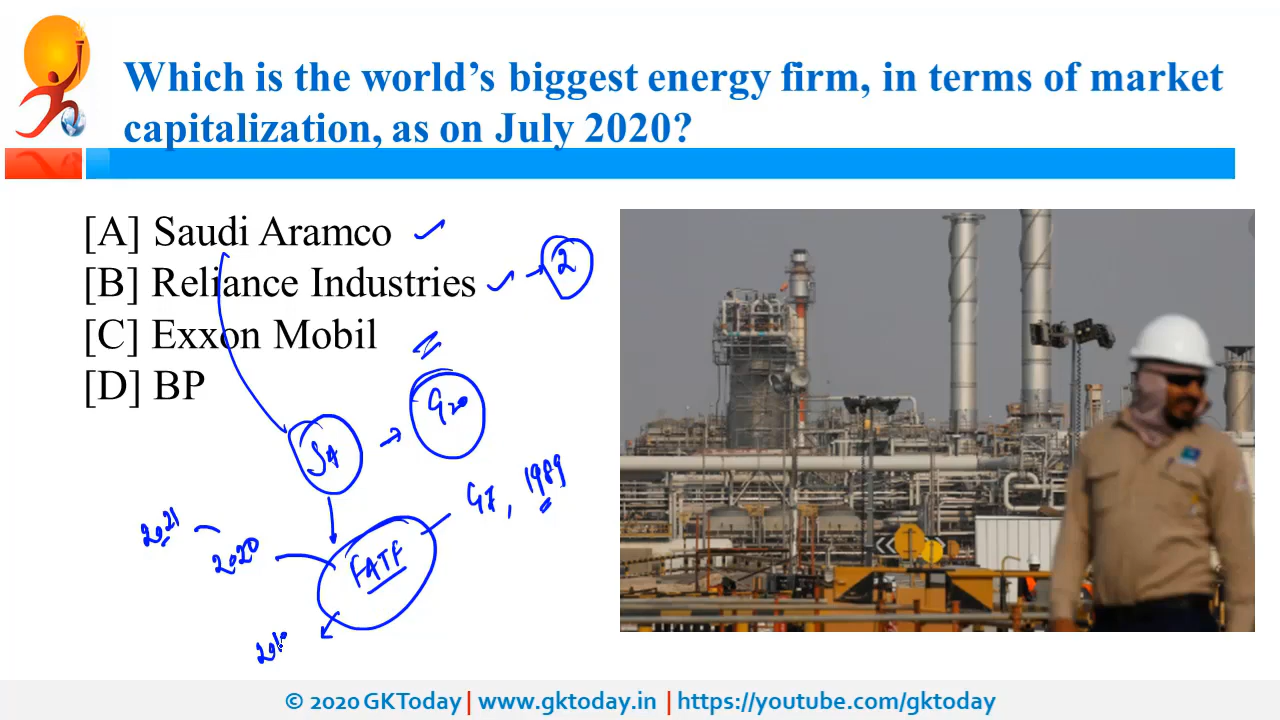 Which is the world's biggest energy firm, in terms of market
capitalization, as on July 2020?
[A] Saudi Aramco
[B] Reliance Industries
2
[C] Exxon Mobil
[D] BP
G20
SA
G7, 1989
2021
2020
FATF
© 2020 GKToday | www.gktoday.in | https://youtube.com/gktoday